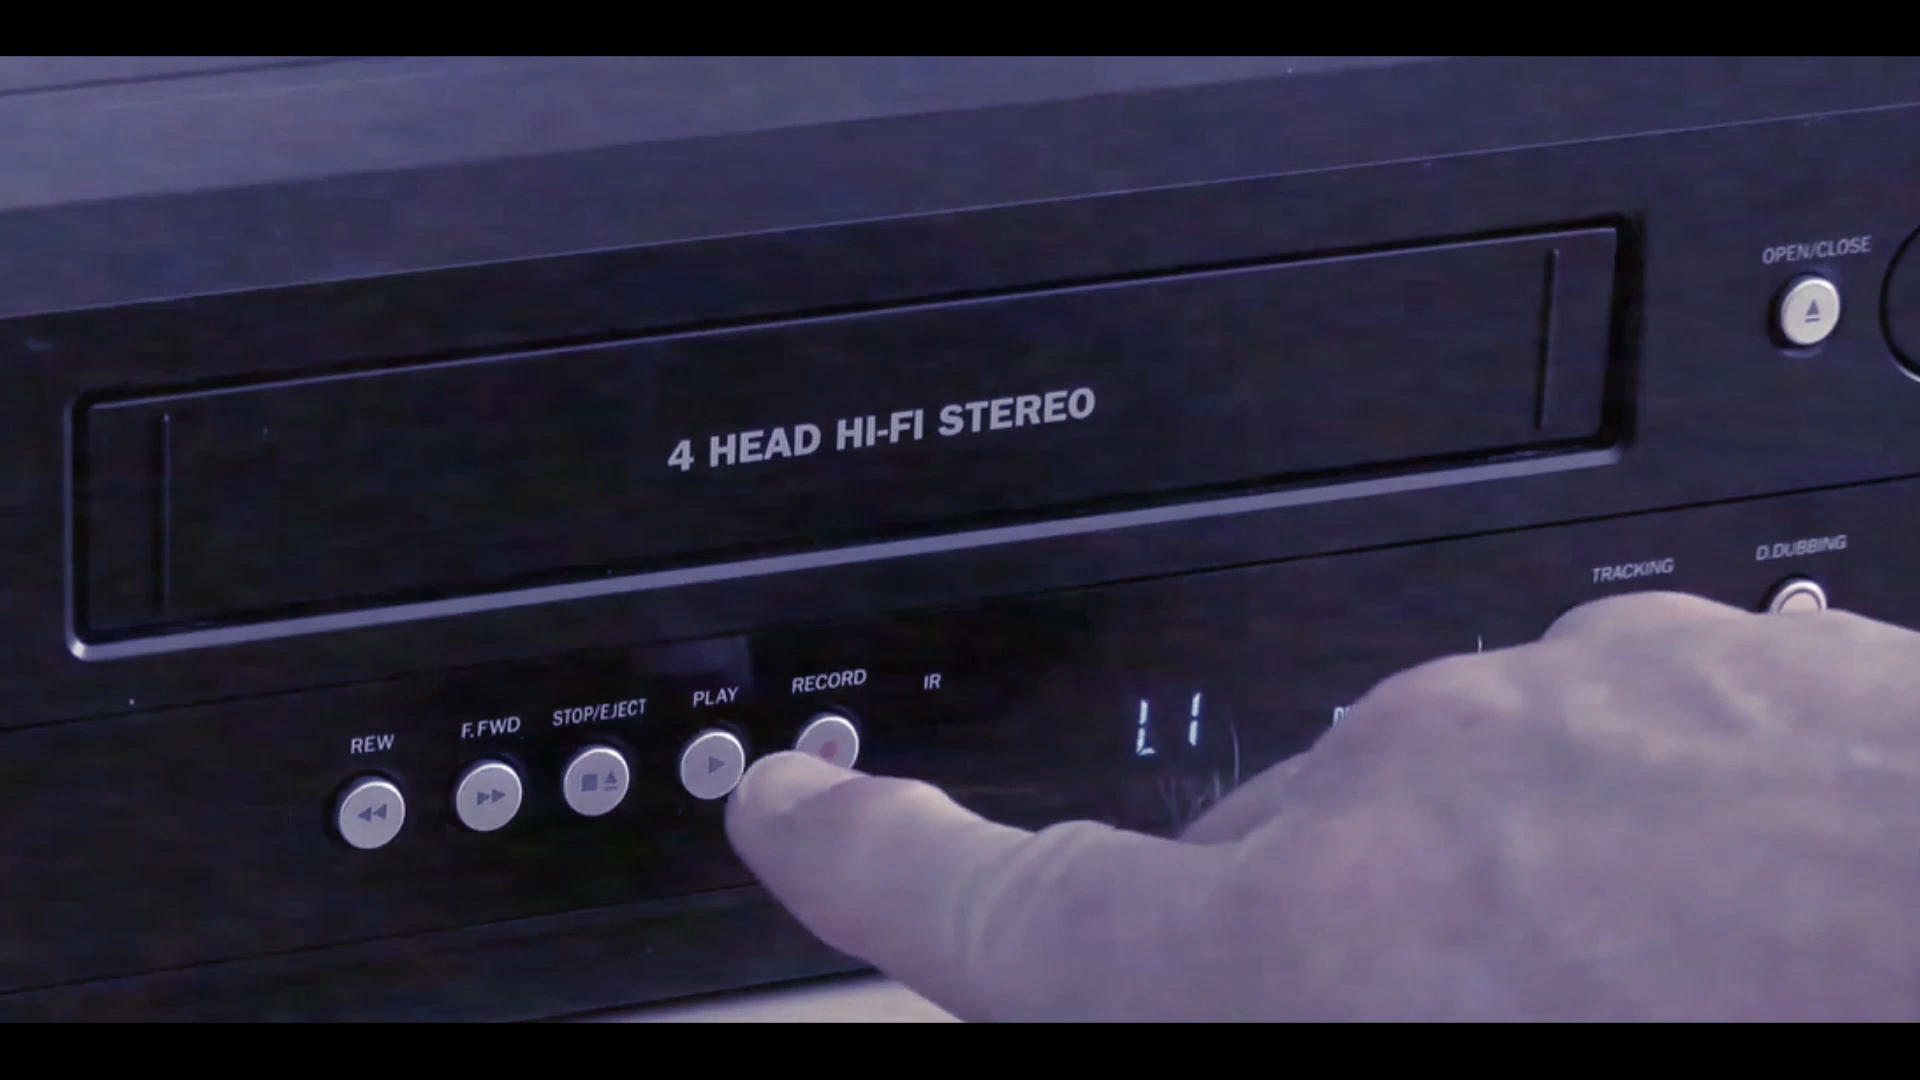 OPEN/CLOSE
4 HEAD HI-FI STEREO
D.DUBBING
TRACKING
RECORD
IR
PLAY
STOP/EJECT
F.FWD
REW
L1